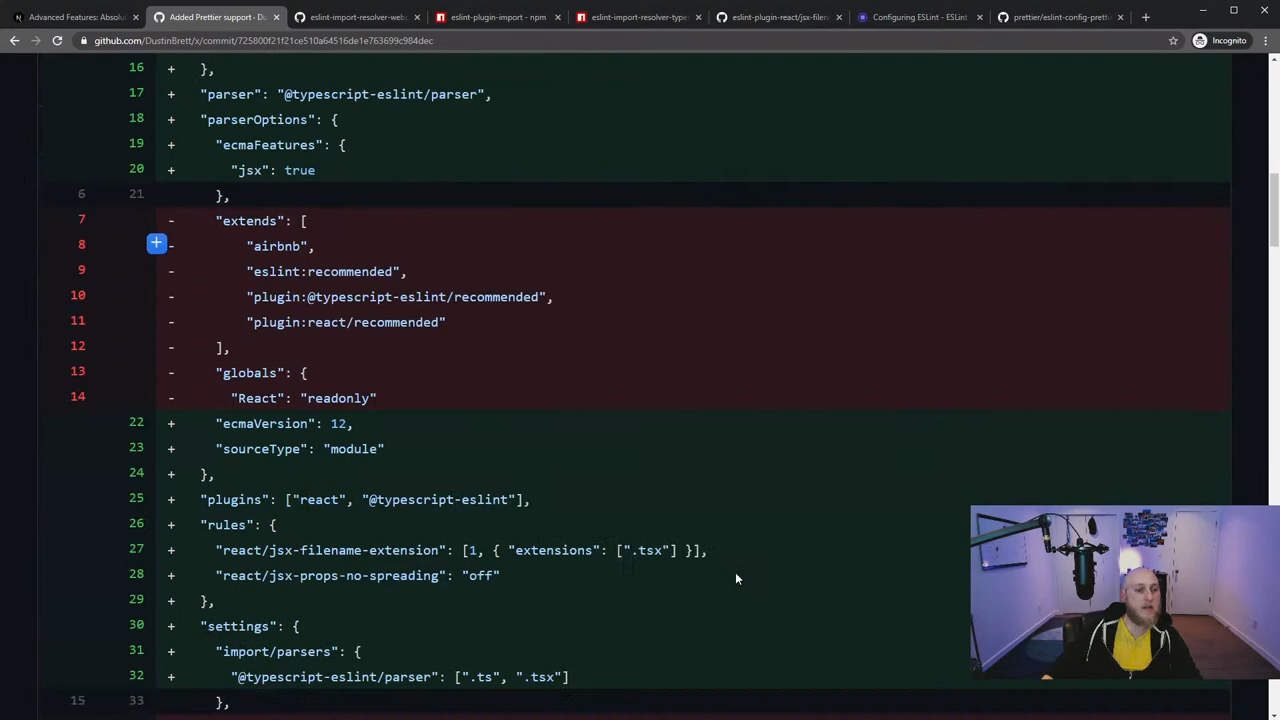 Advanced Features: Absolu
Added Prettier support · Du
eslint-import-resolver-web
eslint-plugin-import - npm
eslint-import-resolver-type
eslint-plugin-react/jsx-filen
Configuring ESLint - ESLint
prettier/eslint-config-pretti
github.com/DustinBrett/x/commit/725800f21f21ce510a64516de1e763699c984dec
Incognito
16 + },
17 + "parser": "@typescript-eslint/parser",
18 + "parserOptions": {
19 + "ecmaFeatures": {
20 + "jsx": true
6 21 },
7 - "extends": [
8 - "airbnb",
9 - "eslint:recommended",
10 - "plugin:@typescript-eslint/recommended",
11 - "plugin:react/recommended"
12 - ],
13 - "globals": {
14 - "React": "readonly"
22 + "ecmaVersion": 12,
23 + "sourceType": "module"
24 + },
25 + "plugins": ["react", "@typescript-eslint"],
26 + "rules": {
27 + "react/jsx-filename-extension": [1, { "extensions": [".tsx"] }],
28 + "react/jsx-props-no-spreading": "off"
29 + },
30 + "settings": {
31 + "import/parsers": {
32 + "@typescript-eslint/parser": [".ts", ".tsx"]
15 33 },